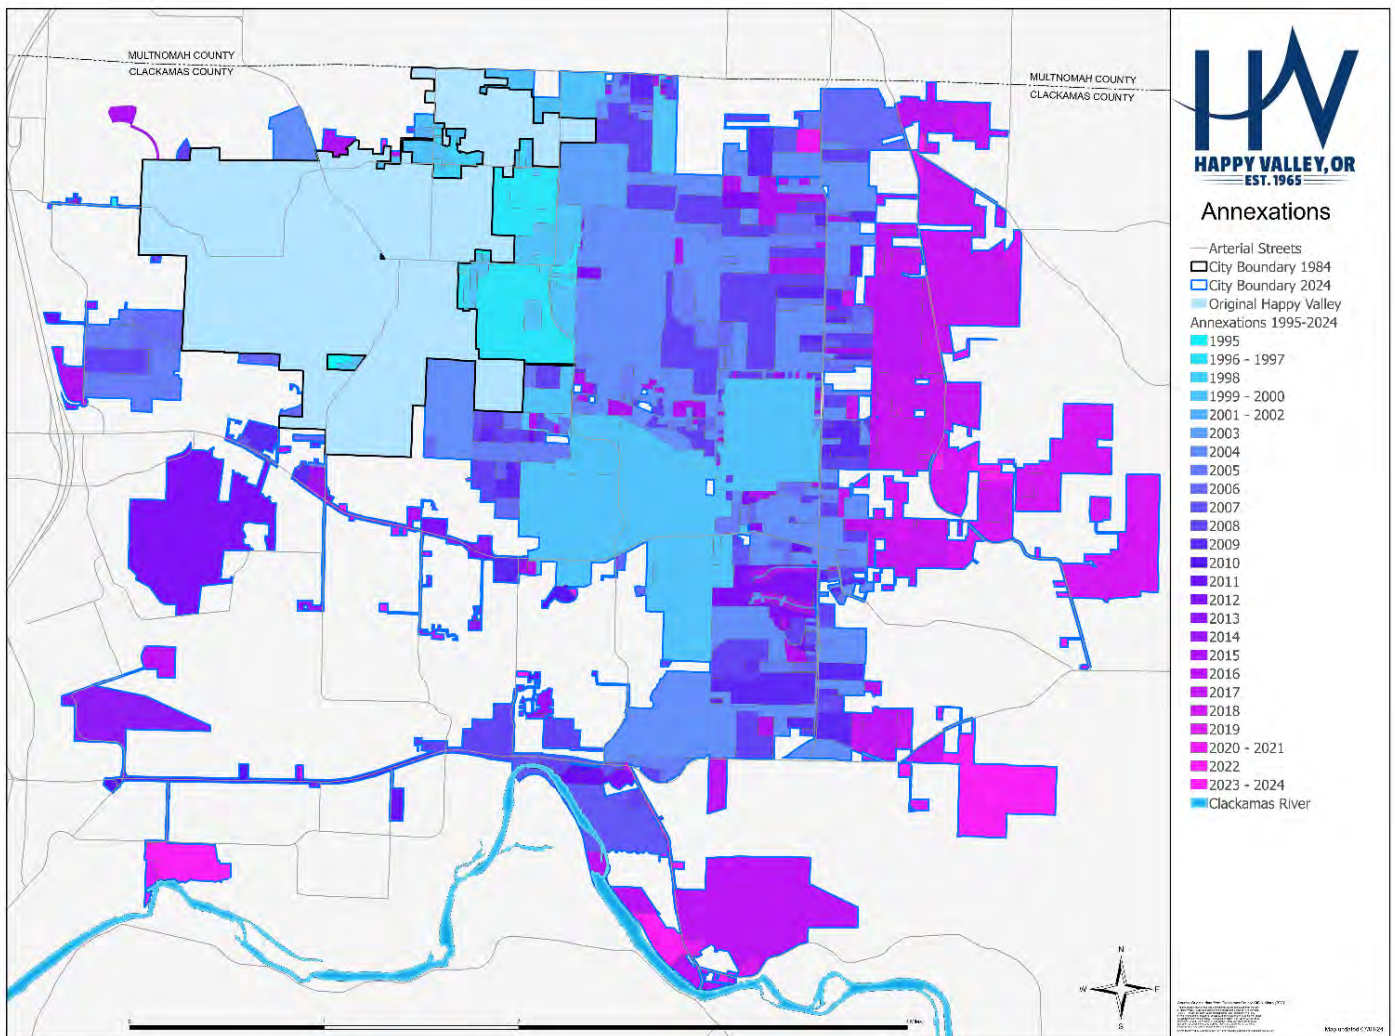 MULTNOMAH COUNTY
CLACKAMAS COUNTY
MULTNOMAH COUNTY
CLACKAMAS COUNTY
HV
HAPPY VALLEY, OR
EST. 1965
Annexations
Arterial Streets
City Boundary 1984
City Boundary 2024
Original Happy Valley
Annexations 1995-2024
1995
1996 - 1997
1998
1999 - 2000
2001 - 2002
2003
2004
2005
2006
2007
2008
2009
2010
2011
2012
2013
2014
2015
2016
2017
2018
2019
2020 - 2021
2022
2023 - 2024
Clackamas River
N
W
S
Map updated